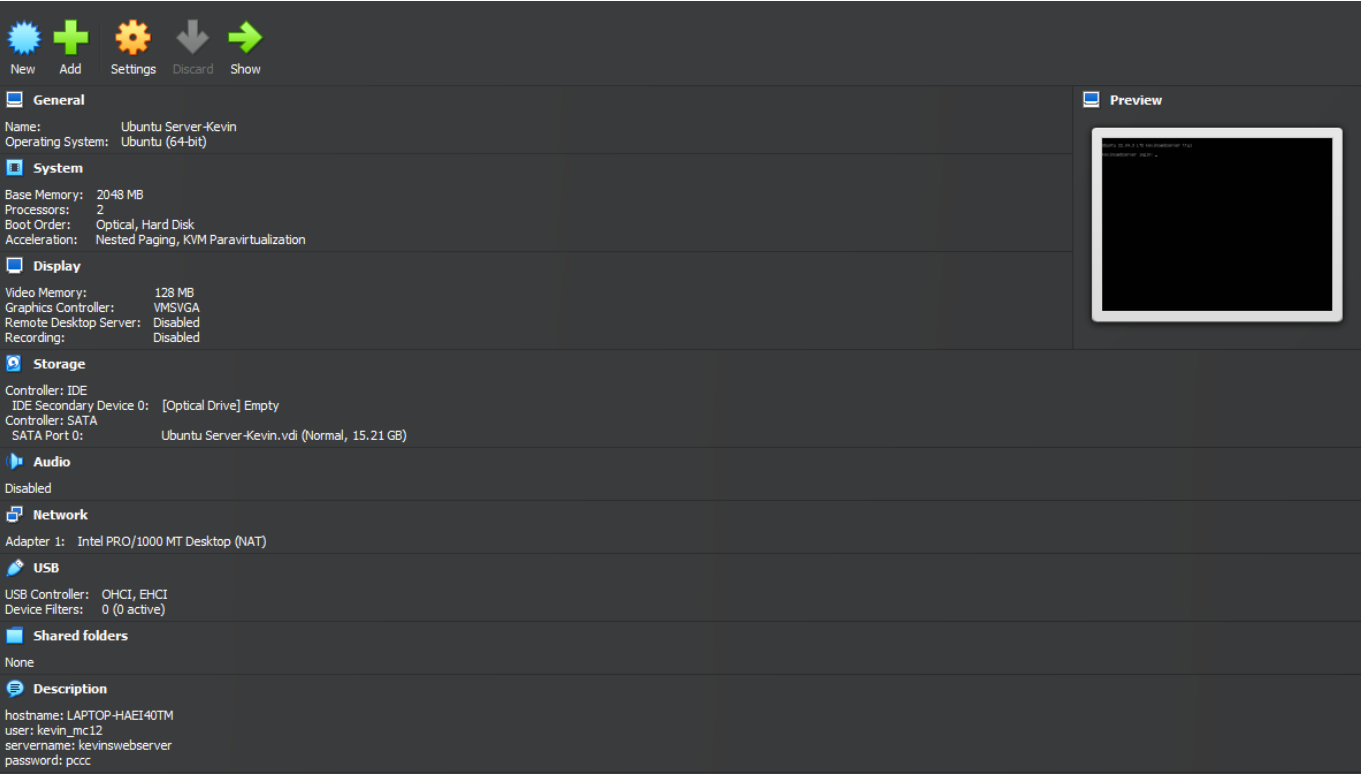 New Add Settings Discard Show
General
Name: Ubuntu Server-Kevin
Operating System: Ubuntu (64-bit)
Preview
System
Base Memory: 2048 MB
Processors: 2
Boot Order: Optical, Hard Disk
Acceleration: Nested Paging, KVM Paravirtualization
Display
Video Memory: 128 MB
Graphics Controller: VMSVGA
Remote Desktop Server: Disabled
Recording: Disabled
Storage
Controller: IDE
IDE Secondary Device 0: [Optical Drive] Empty
Controller: SATA
SATA Port 0: Ubuntu Server-Kevin.vdi (Normal, 15.21 GB)
Audio
Disabled
Network
Adapter 1: Intel PRO/1000 MT Desktop (NAT)
USB
USB Controller: OHCI, EHCI
Device Filters: 0 (0 active)
Shared folders
None
Description
hostname: LAPTOP-HAEI40TM
user: kevin_mc12
servername: kevinswebserver
password: pccc